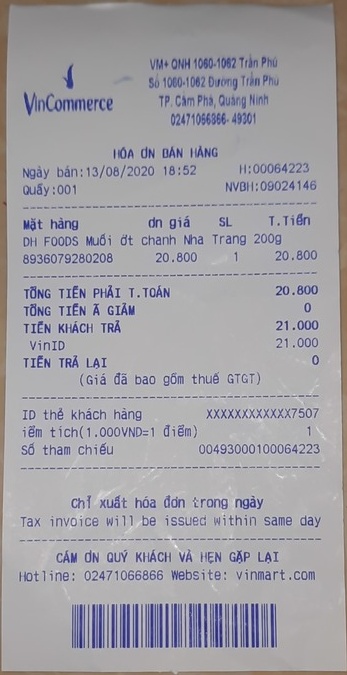 VinCommerce
VM+ QNH 1060-1062 Trần Phú
Số 1060-1062 Đường Trần Phú
TP. Cẩm Phả, Quảng Ninh
02471066866- 49301
HÓA ƠN BÁN HÀNG
Ngày bán:13/08/2020 18:52 H:00064223
Quầy:001 NVBH:09024146
Mặt hàng ơn giá SL T.Tiền
DH FOODS Muối ớt chanh Nha Trang 200g
8936079280208 20.800 1 20.800
TỔNG TIỀN PHẢI T.TOÁN 20.800
TỔNG TIỀN Ã GIẢM 0
TIỀN KHÁCH TRẢ 21.000
VinID 21.000
TIỀN TRẢ LẠI 0
(Giá đã bao gồm thuế GTGT)
ID thẻ khách hàng XXXXXXXXXXXX7507
iểm tích(1.000VND=1 điểm) 1
Số tham chiếu 00493000100064223
Chỉ xuất hóa đơn trong ngày
Tax invoice will be issued within same day
CẢM ƠN QUÝ KHÁCH VÀ HẸN GẶP LẠI
Hotline: 02471066866 Website: vinmart.com